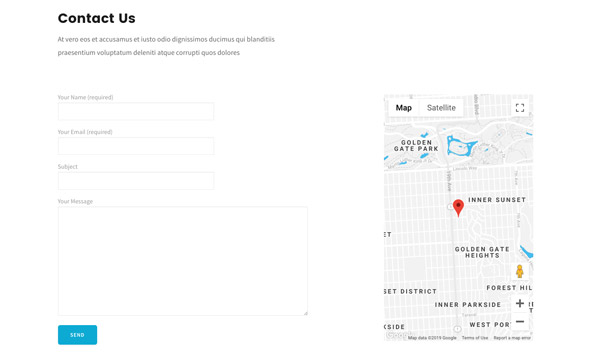 Contact Us
At vero eos et accusamus et iusto odio dignissimos ducimus qui blanditiis
praesentium voluptatum deleniti atque corrupti quos dolores
Your Name (required)
Your Email (required)
Subject
Your Message
SEND
Map Satellite
GOLDEN
GATE PARK
INNER SUNSET
GOLDEN GATE
HEIGHTS
FOREST HIL
SET DISTRICT
INNER PARKSIDE
WEST POR
KSIDE
Google
Map data ©2019 Google Terms of Use Report a map error